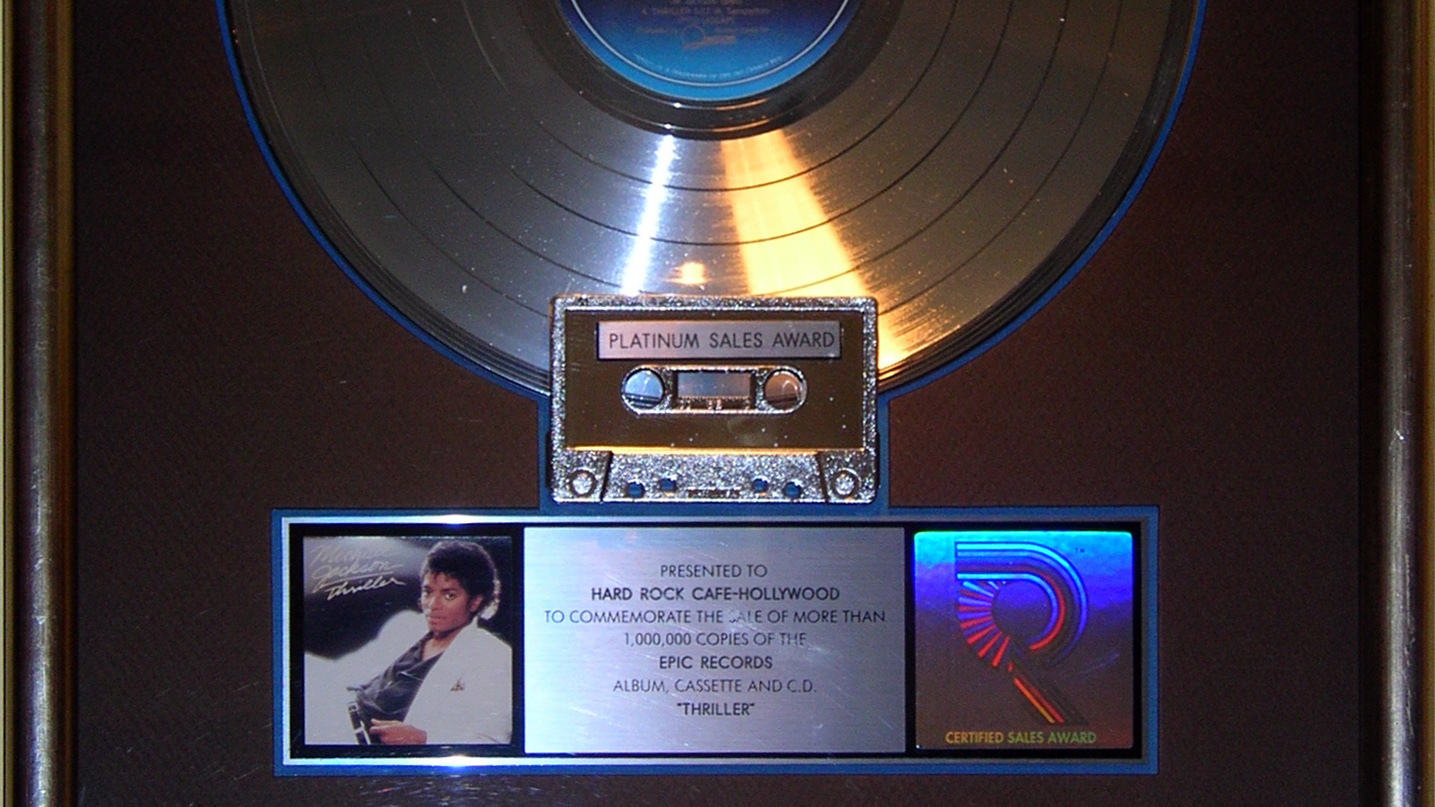 PLATINUM SALES AWARD
Michael
Jackson
Thriller
PRESENTED TO
HARD ROCK CAFE-HOLLYWOOD
TO COMMEMORATE THE SALE OF MORE THAN
1,000,000 COPIES OF THE
EPIC RECORDS
ALBUM, CASSETTE AND C.D.
"THRILLER"
R
TM
CERTIFIED SALES AWARD